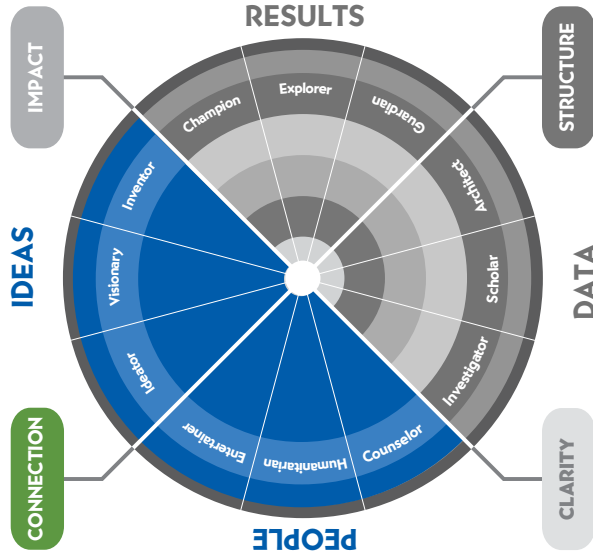 RESULTS
IMPACT
STRUCTURE
Champion
Explorer
Guardian
Inventor
Architect
IDEAS
Visionary
Scholar
DATA
Ideator
Investigator
Entertainer
Humanitarian
Counselor
CONNECTION
CLARITY
PEOPLE